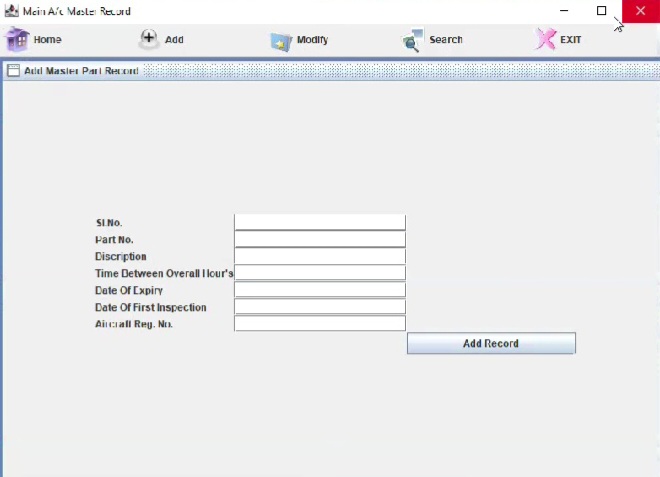 Main A/c Master Record
Home Add Modify Search EXIT
Add Master Part Record
Sl.No.
Part No.
Discription
Time Between Overall Hour's
Date Of Expiry
Date Of First Inspection
Aircraft Reg. No.
Add Record